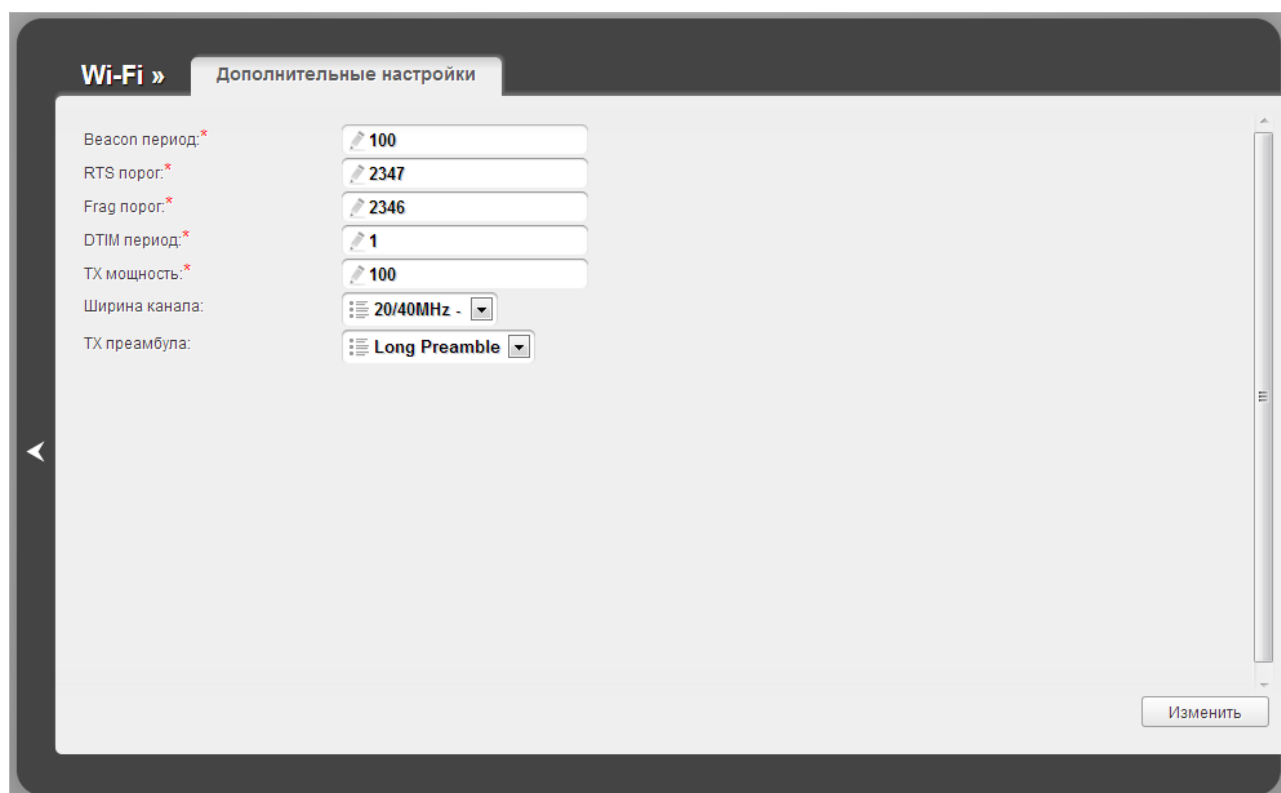 Wi-Fi » Дополнительные настройки
Beacon период:* 100
RTS порог:* 2347
Frag порог:* 2346
DTIM период:* 1
TX мощность:* 100
Ширина канала: 20/40MHz -
TX преамбула: Long Preamble
Изменить